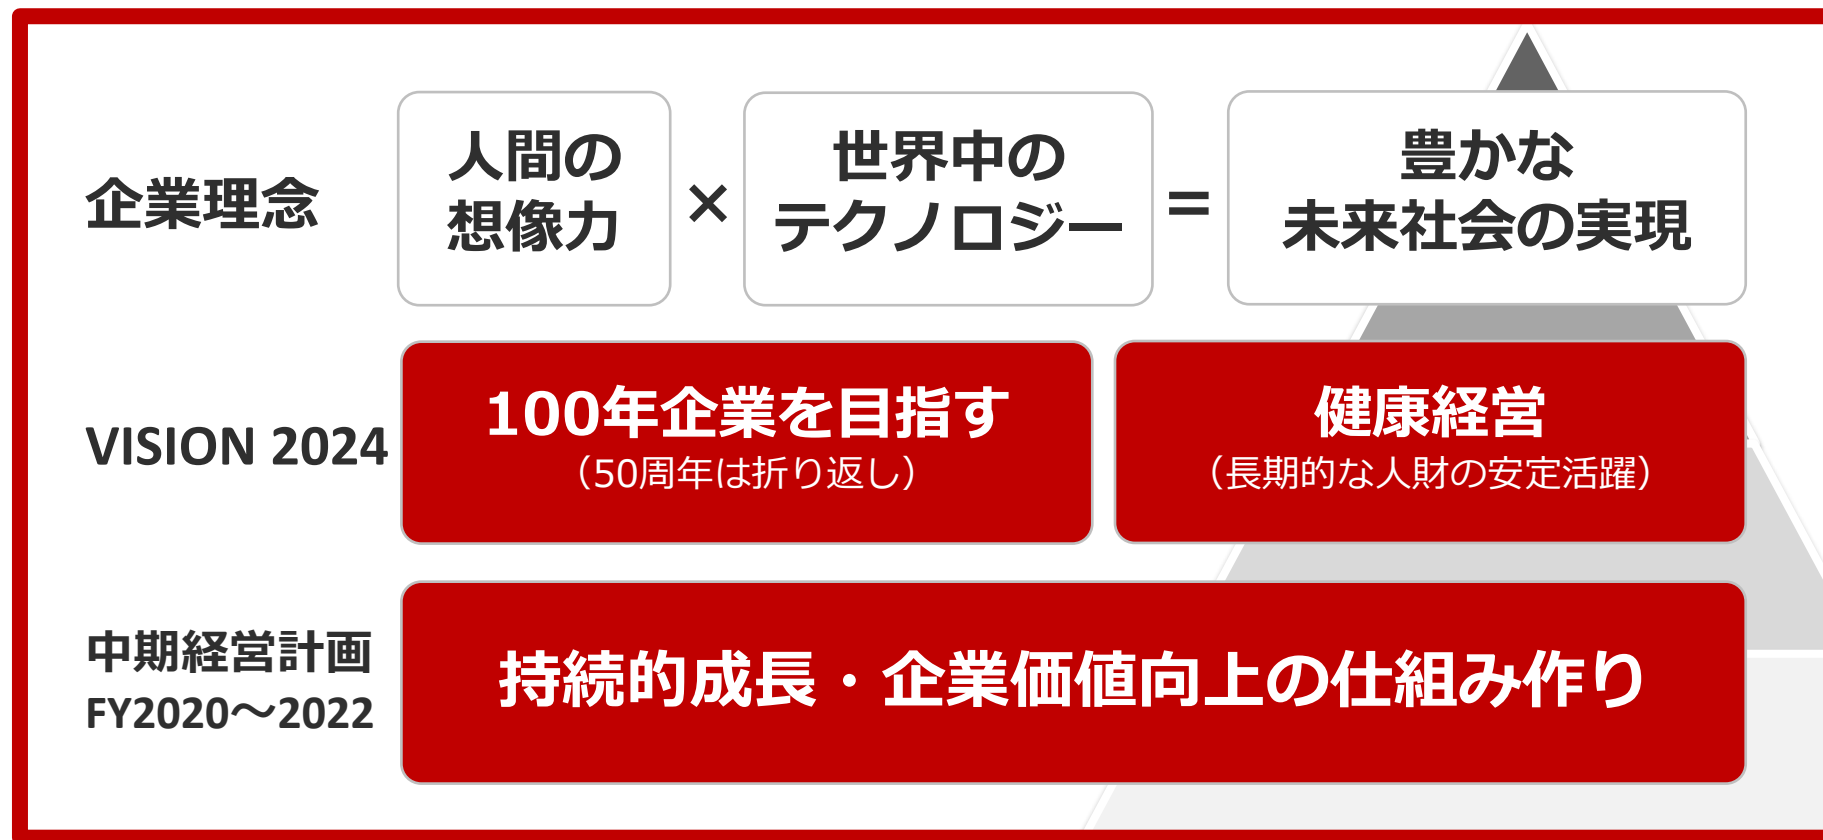 企業理念
人間の
想像力
×
世界中の
テクノロジー
=
豊かな
未来社会の実現
VISION 2024
100年企業を目指す
（50周年は折り返し）
健康経営
（長期的な人財の安定活躍）
中期経営計画
FY2020～2022
持続的成長・企業価値向上の仕組み作り